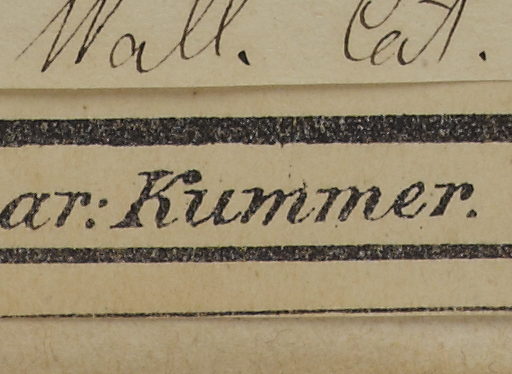 Wall. Cat.
ar: Kummer.